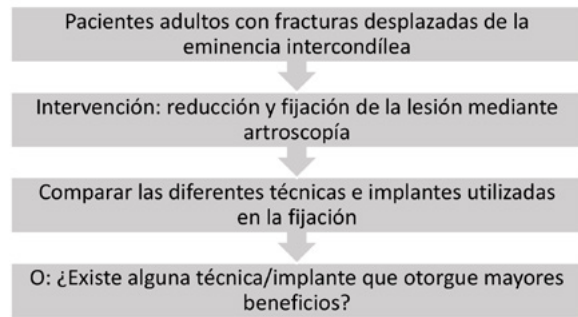 Pacientes adultos con fracturas desplazadas de la
eminencia intercondílea
Intervención: reducción y fijación de la lesión mediante
artroscopía
Comparar las diferentes técnicas e implantes utilizadas
en la fijación
O: ¿Existe alguna técnica/implante que otorgue mayores
beneficios?